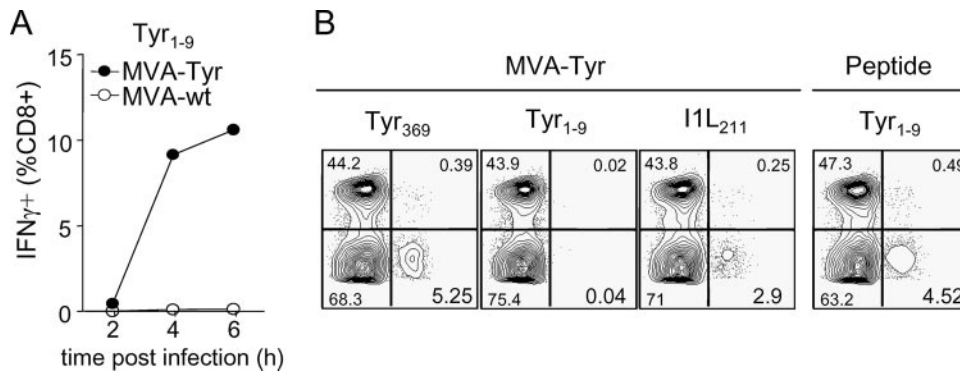 A
Tyr₁₋₉
15
MVA-Tyr
MVA-wt
10
5
0
2 4 6
time post infection (h)
IFNγ+ (%CD8+)
B
MVA-Tyr Peptide
Tyr₃₆₉ Tyr₁₋₉ I1L₂₁₁ Tyr₁₋₉
44.2 0.39 43.9 0.02 43.8 0.25 47.3 0.49
68.3 5.25 75.4 0.04 71 2.9 63.2 4.52